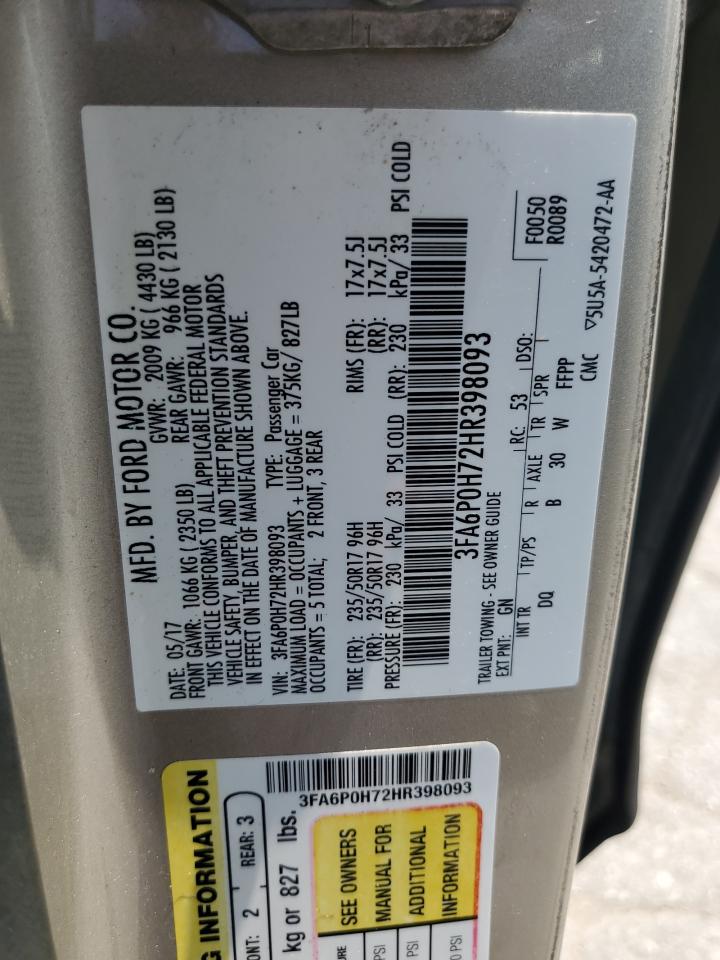 MFD. BY FORD MOTOR CO.
DATE: 05/17 GVWR: 2009 KG ( 4430 LB)
FRONT GAWR: 1066 KG ( 2350 LB) REAR GAWR: 966 KG ( 2130 LB)
THIS VEHICLE CONFORMS TO ALL APPLICABLE FEDERAL MOTOR
VEHICLE SAFETY, BUMPER, AND THEFT PREVENTION STANDARDS
IN EFFECT ON THE DATE OF MANUFACTURE SHOWN ABOVE.
VIN: 3FA6P0H72HR398093 TYPE: Passenger Car
MAXIMUM LOAD = OCCUPANTS + LUGGAGE = 375KG/ 827LB
OCCUPANTS = 5 TOTAL; 2 FRONT, 3 REAR
TIRE (FR): 235/50R17 96H RIMS (FR): 17x7.5J
(RR): 235/50R17 96H (RR): 17x7.5J
PRESSURE (FR): 230 kPa/ 33 PSI COLD (RR): 230 kPa/ 33 PSI COLD
3FA6P0H72HR398093
TRAILER TOWING - SEE OWNER GUIDE
EXT PNT: GN RC: 53 DSO: F0050
R0089
INT TR TP/PS R AXLE TR SPR
DQ B 30 W FFPP
CMC ▽5U5A-5420472-AA
3FA6P0H72HR398093
G INFORMATION
ONT: 2 REAR: 3
kg or 827 lbs.
SEE OWNERS
MANUAL FOR
ADDITIONAL
INFORMATION
URE
PSI
PSI
0 PSI